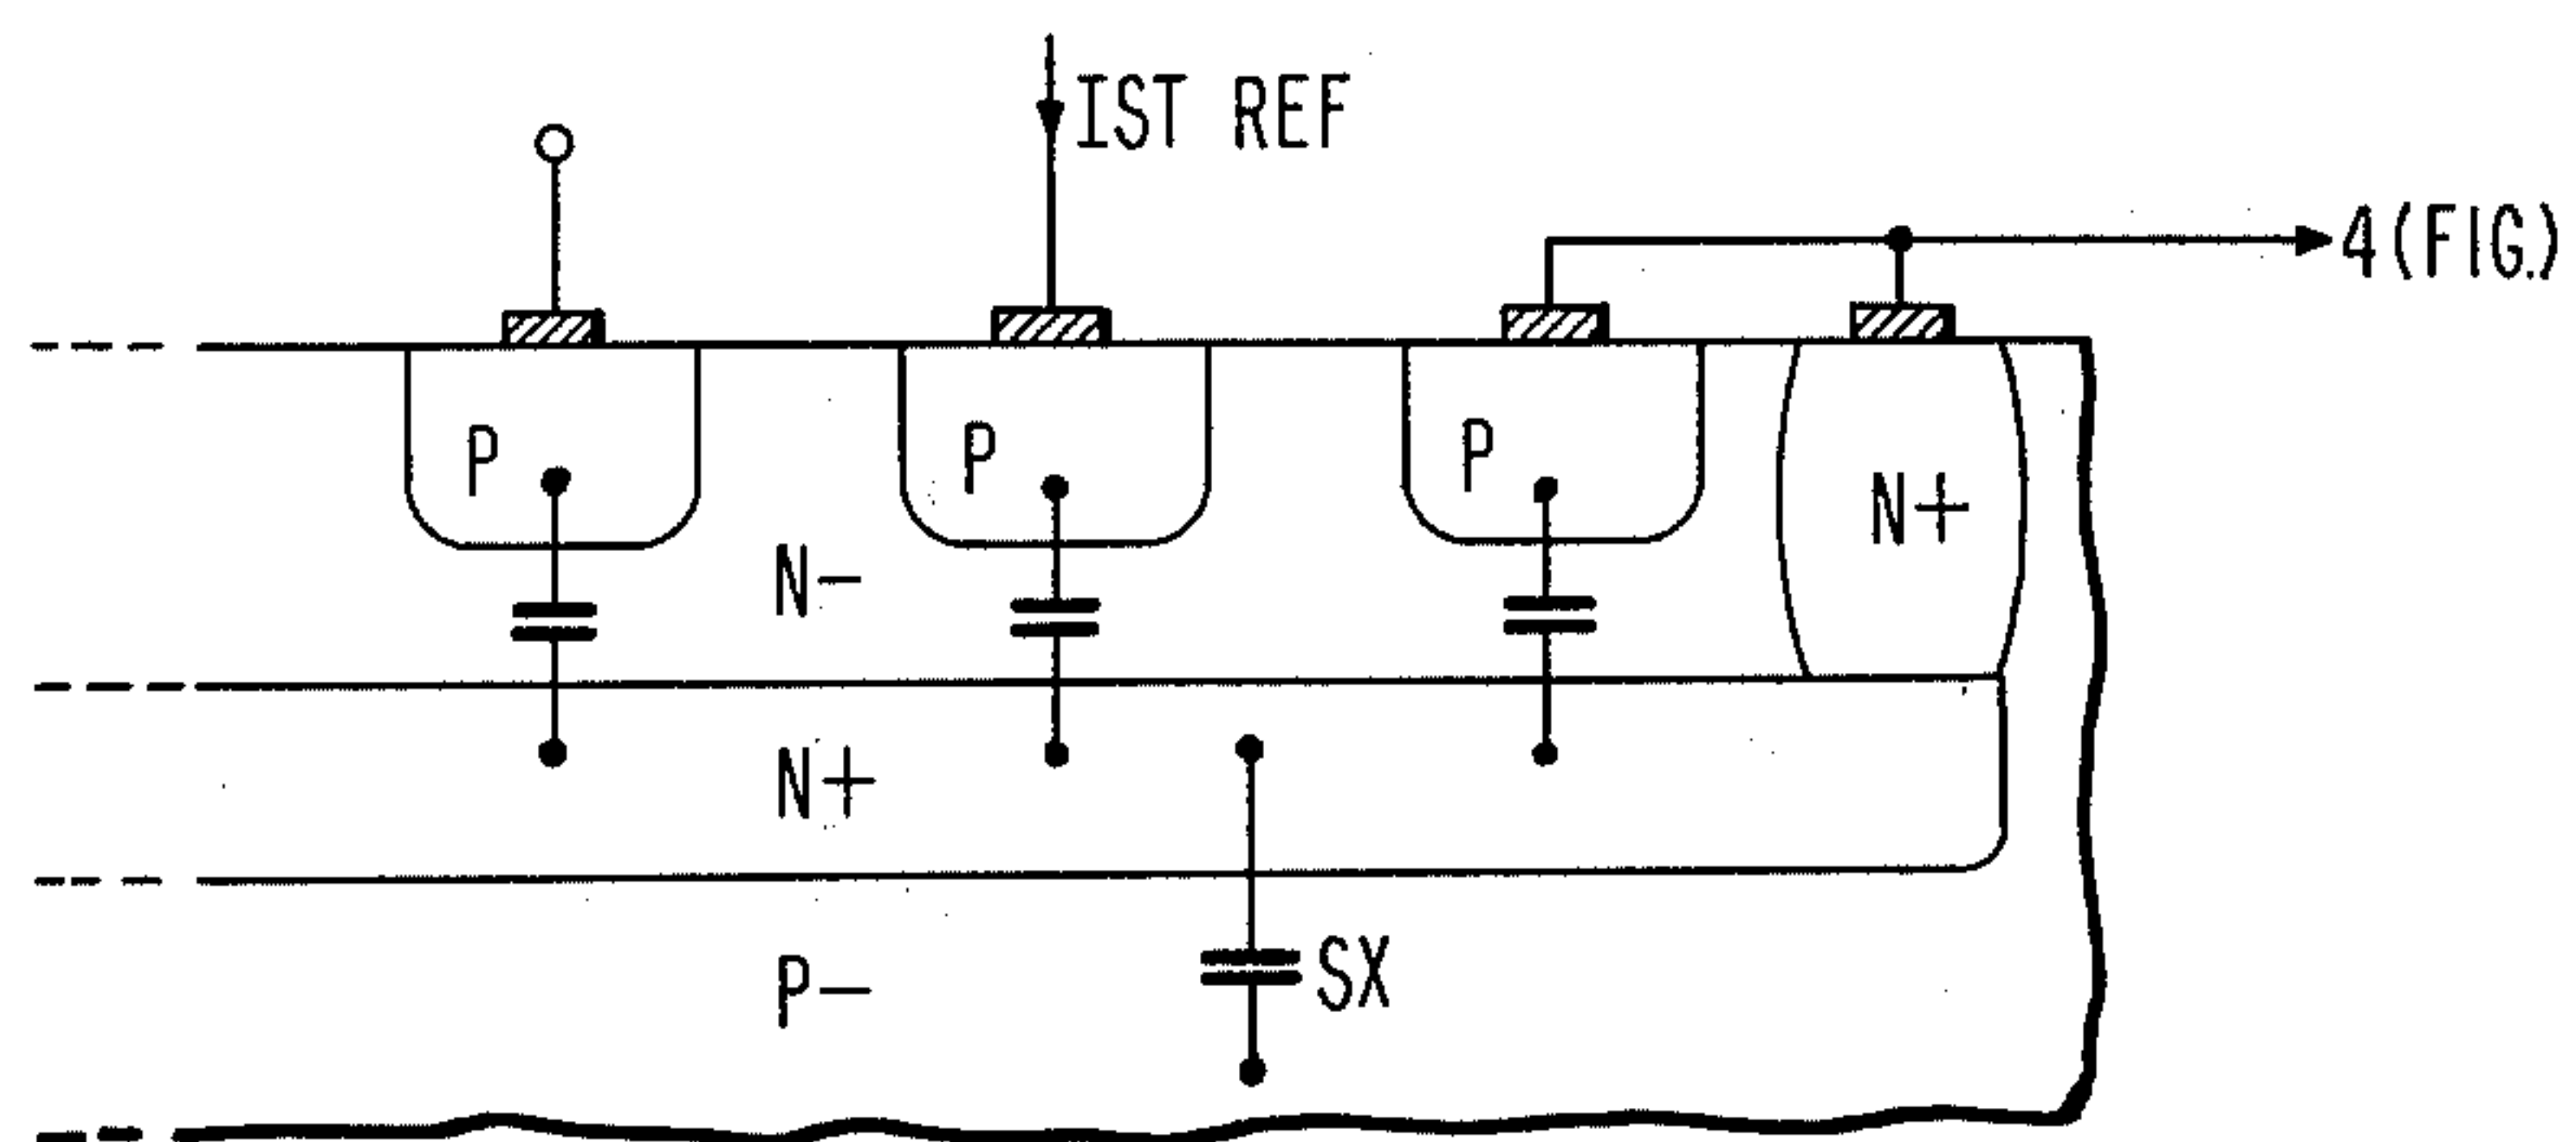 IST REF
4(FIG.)
P
P
P
N+
N-
N+
P-
SX